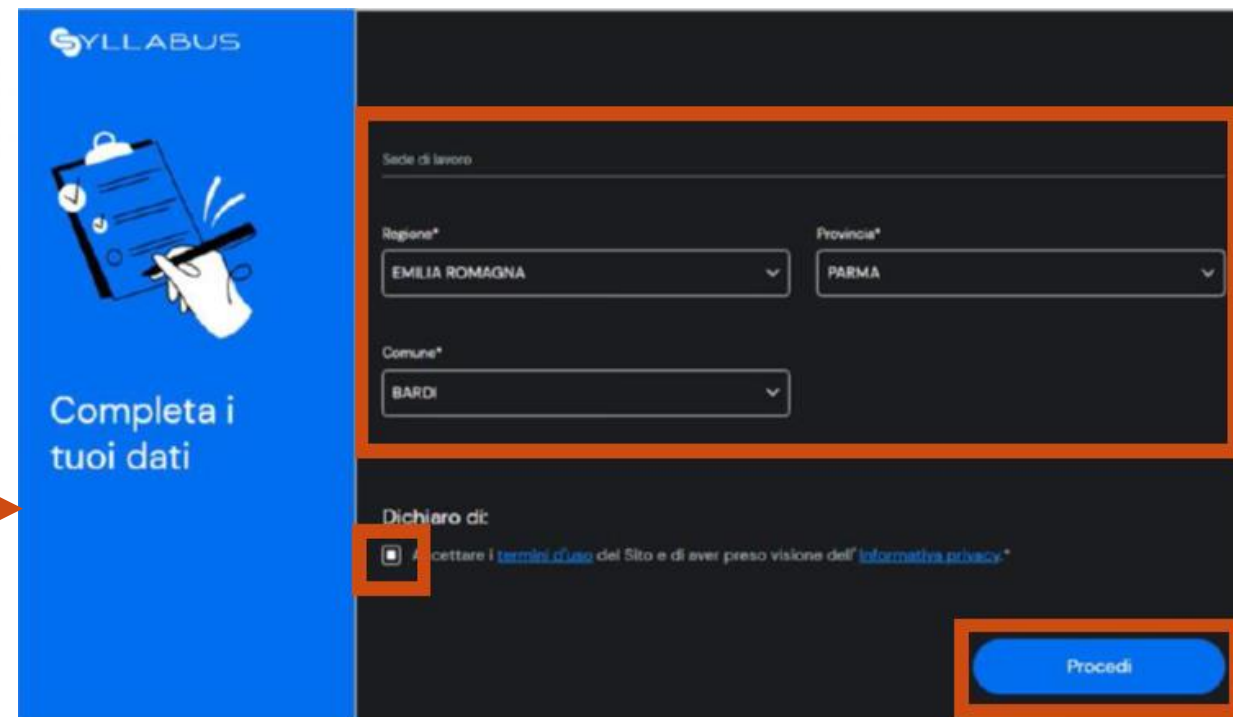 SYLLABUS
Completa i
tuoi dati
Sede di lavoro
Regione*
Provincia*
EMILIA ROMAGNA
PARMA
Comune*
BARDI
Dichiaro di:
Accettare i termini d'uso del Sito e di aver preso visione dell' Informativa privacy.*
Procedi